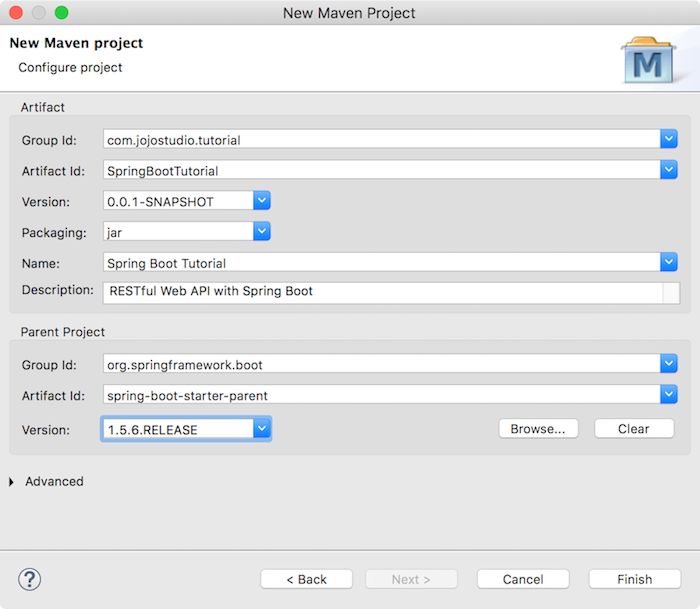 New Maven Project
New Maven project
Configure project
M
Artifact
Group Id: com.jojostudio.tutorial
Artifact Id: SpringBootTutorial
Version: 0.0.1-SNAPSHOT
Packaging: jar
Name: Spring Boot Tutorial
Description: RESTful Web API with Spring Boot
Parent Project
Group Id: org.springframework.boot
Artifact Id: spring-boot-starter-parent
Version: 1.5.6.RELEASE Browse... Clear
Advanced
? < Back Next > Cancel Finish